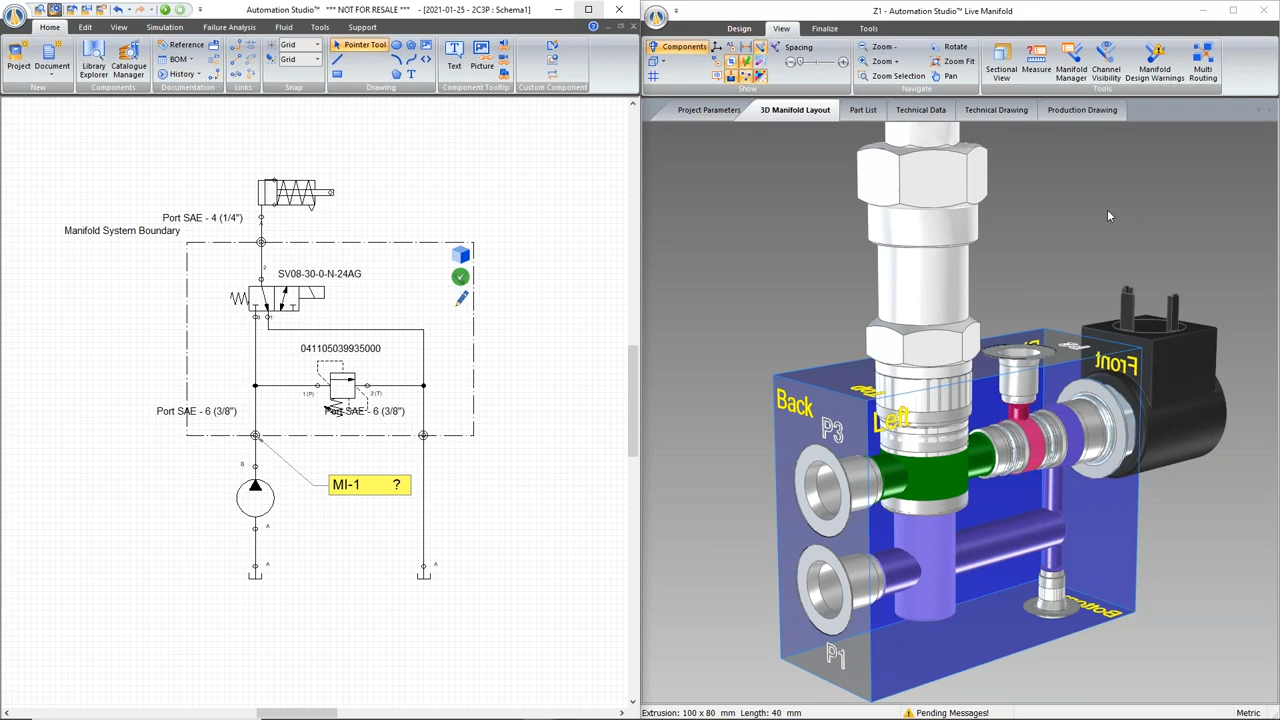 Automation Studio™ *** NOT FOR RESALE *** - [2021-01-25 - 2C3P : Schema1]
Home Edit View Simulation Fluid Tools Support
Project
Document
New
Library Explorer
Catalogue Manager
Components
Reference
BOM
History
Documentation
Links
Grid
Grid
Snap
Pointer Tool
Drawing
Text
Picture
Component Tooltip
Custom Component
Port SAE - 4 (1/4")
Manifold System Boundary
A
2
SV08-30-0-N-24AG
3 1
041105039935000
1 (P) 2 (T)
Port SAE - 6 (3/8") Port SAE - 6 (3/8")
B
MI-1 ?
A
A A
Z1 - Automation Studio™ Live Manifold
Design View Finalize Tools
Components
Spacing
Show
Zoom -
Zoom +
Zoom Selection
Rotate
Zoom Fit
Pan
Navigate
Sectional View
Measure
Manifold Manager
Channel Visibility
Manifold Design Warnings
Multi Routing
Tools
Project Parameters 3D Manifold Layout Part List Technical Data Technical Drawing Production Drawing
Front
Back
Left
P3
Bottom
P1
Extrusion: 100 x 80 mm Length: 40 mm Pending Messages! Metric